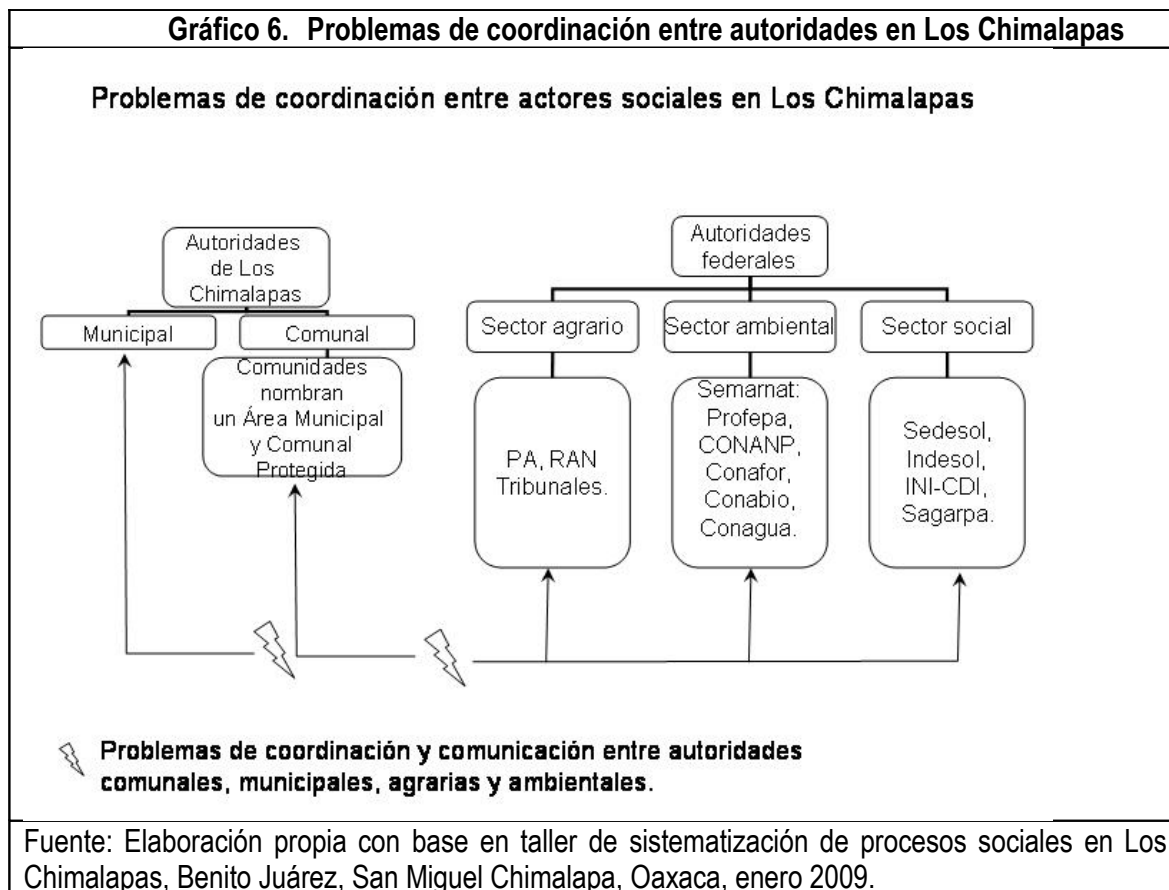 Gráfico 6. Problemas de coordinación entre autoridades en Los Chimalapas
Problemas de coordinación entre actores sociales en Los Chimalapas
Autoridades
de Los
Chimalapas
Municipal
Comunal
Comunidades
nombran
un Área Municipal
y Comunal
Protegida
Autoridades
federales
Sector agrario
Sector ambiental
Sector social
PA, RAN
Tribunales.
Semarnat:
Profepa,
CONANP,
Conafor,
Conabio,
Conagua.
Sedesol,
Indesol,
INI-CDI,
Sagarpa.
Problemas de coordinación y comunicación entre autoridades
comunales, municipales, agrarias y ambientales.
Fuente: Elaboración propia con base en taller de sistematización de procesos sociales en Los
Chimalapas, Benito Juárez, San Miguel Chimalapa, Oaxaca, enero 2009.